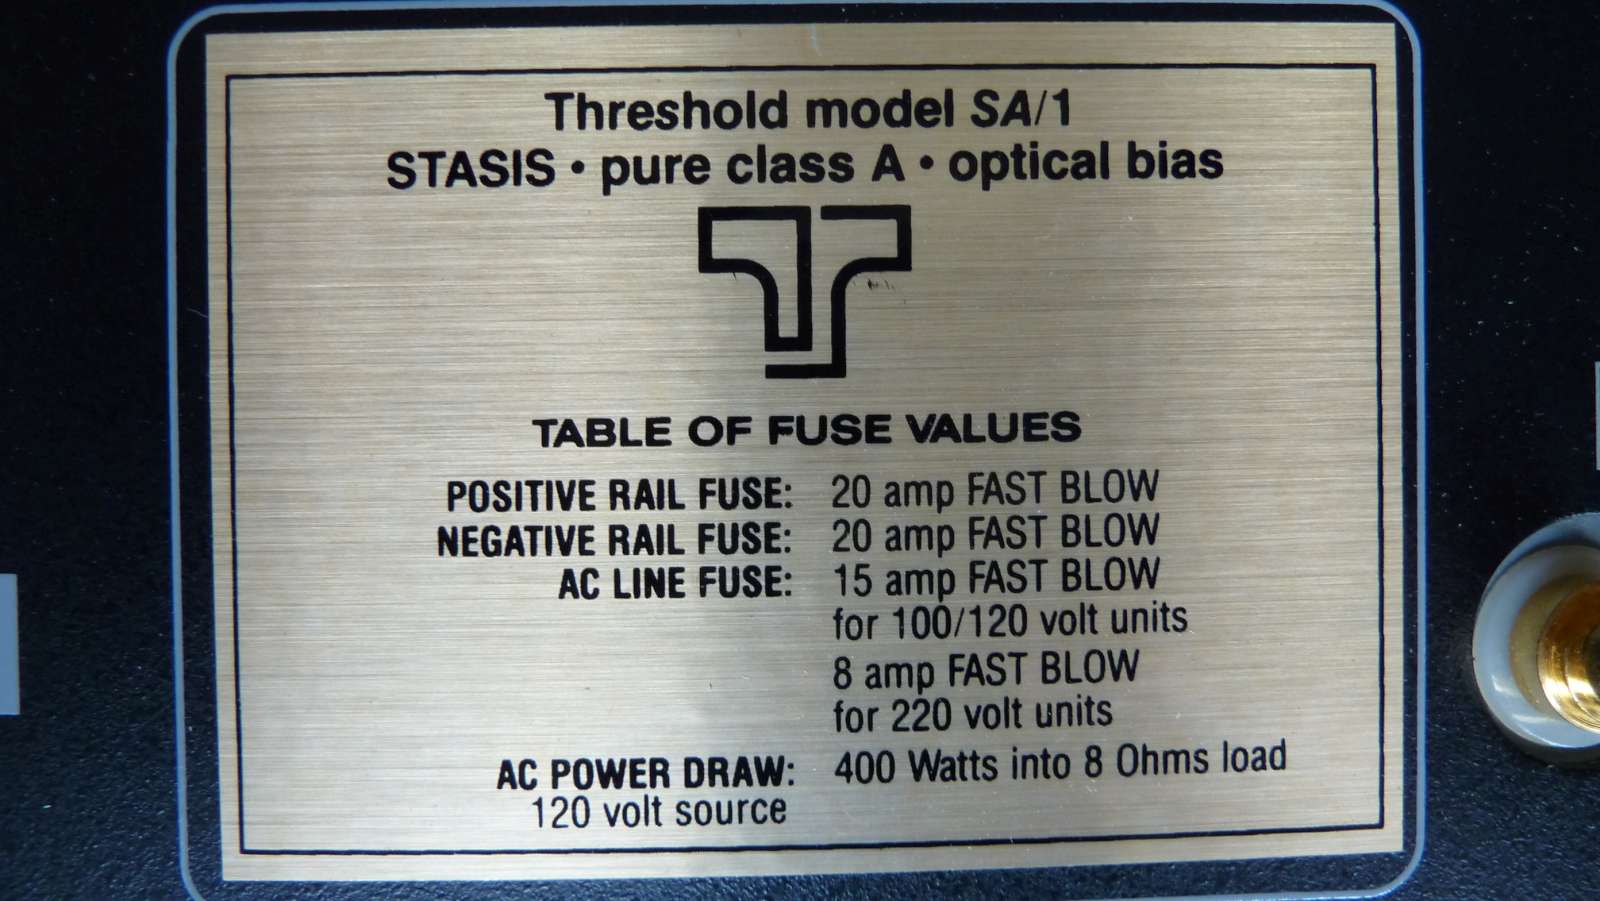 Threshold model SA/1
STASIS • pure class A • optical bias
TABLE OF FUSE VALUES
POSITIVE RAIL FUSE: 20 amp FAST BLOW
NEGATIVE RAIL FUSE: 20 amp FAST BLOW
AC LINE FUSE: 15 amp FAST BLOW
for 100/120 volt units
8 amp FAST BLOW
for 220 volt units
AC POWER DRAW: 400 Watts into 8 Ohms load
120 volt source